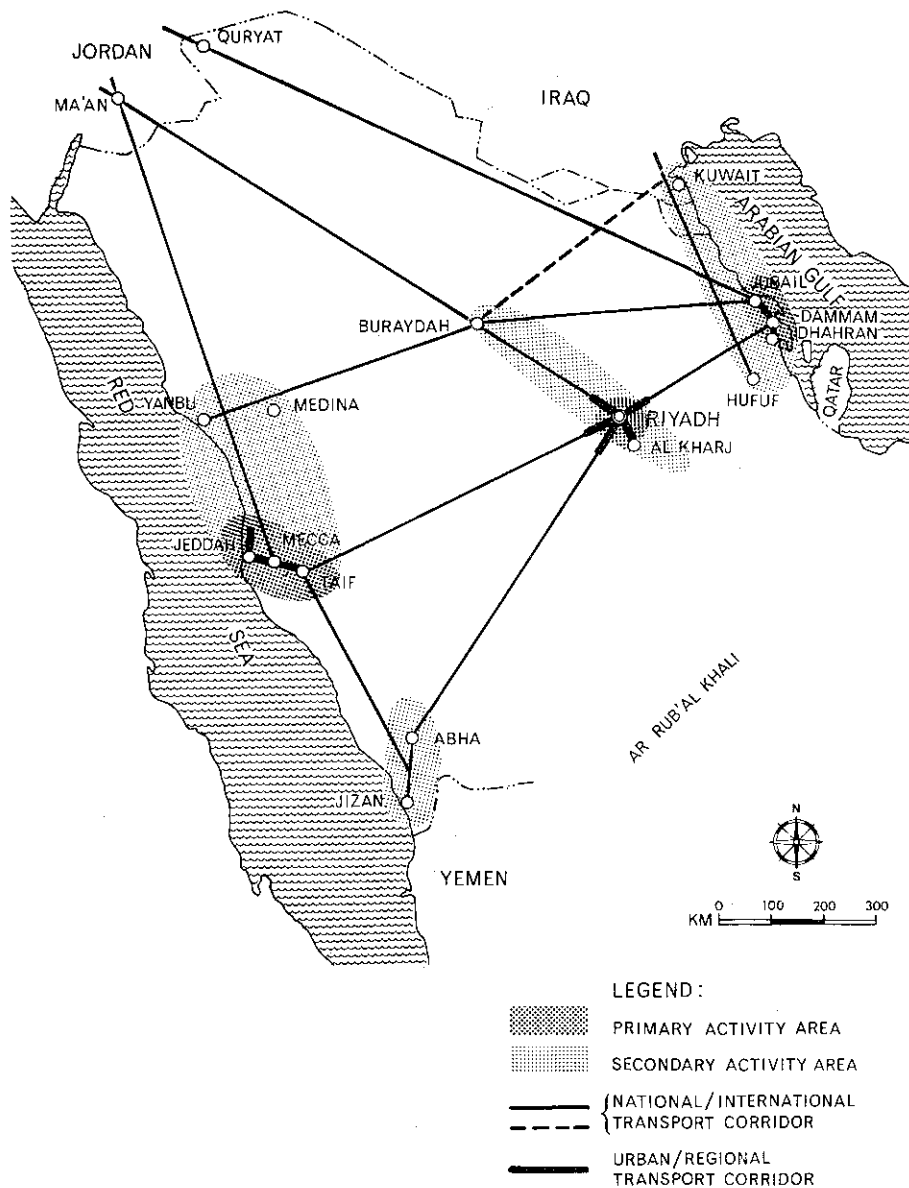 QURYAT
JORDAN
MA'AN
IRAQ
KUWAIT
ARABIAN GULF
JUBAIL
DAMMAM
DHAHRAN
BURAYDAH
QATAR
HUFUF
RED
YANBU
MEDINA
RIYADH
AL KHARJ
MECCA
JEDDAH
TAIF
SEA
AR RUB'AL KHALI
ABHA
JIZAN
YEMEN
N
S
0 100 200 300
KM
LEGEND:
PRIMARY ACTIVITY AREA
SECONDARY ACTIVITY AREA
NATIONAL/INTERNATIONAL
TRANSPORT CORRIDOR
URBAN/REGIONAL
TRANSPORT CORRIDOR